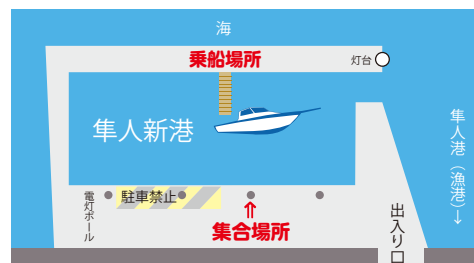 海
乗船場所
灯台
隼人新港
隼人港（漁港）↓
電灯ポール
駐車禁止
⇑
集合場所
出入り口